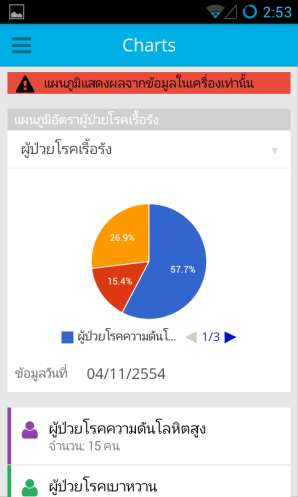 2:53
Charts
แผนภูมิแสดงผลจากข้อมูลในเครื่องเท่านั้น
แผนภูมิอัตราผู้ป่วยโรคเรื้อรัง
ผู้ป่วยโรคเรื้อรัง
26.9%
57.7%
15.4%
ผู้ป่วยโรคความดันโ... 1/3
ข้อมูลวันที่ 04/11/2554
ผู้ป่วยโรคความดันโลหิตสูง
จำนวน: 15 คน
ผู้ป่วยโรคเบาหวาน